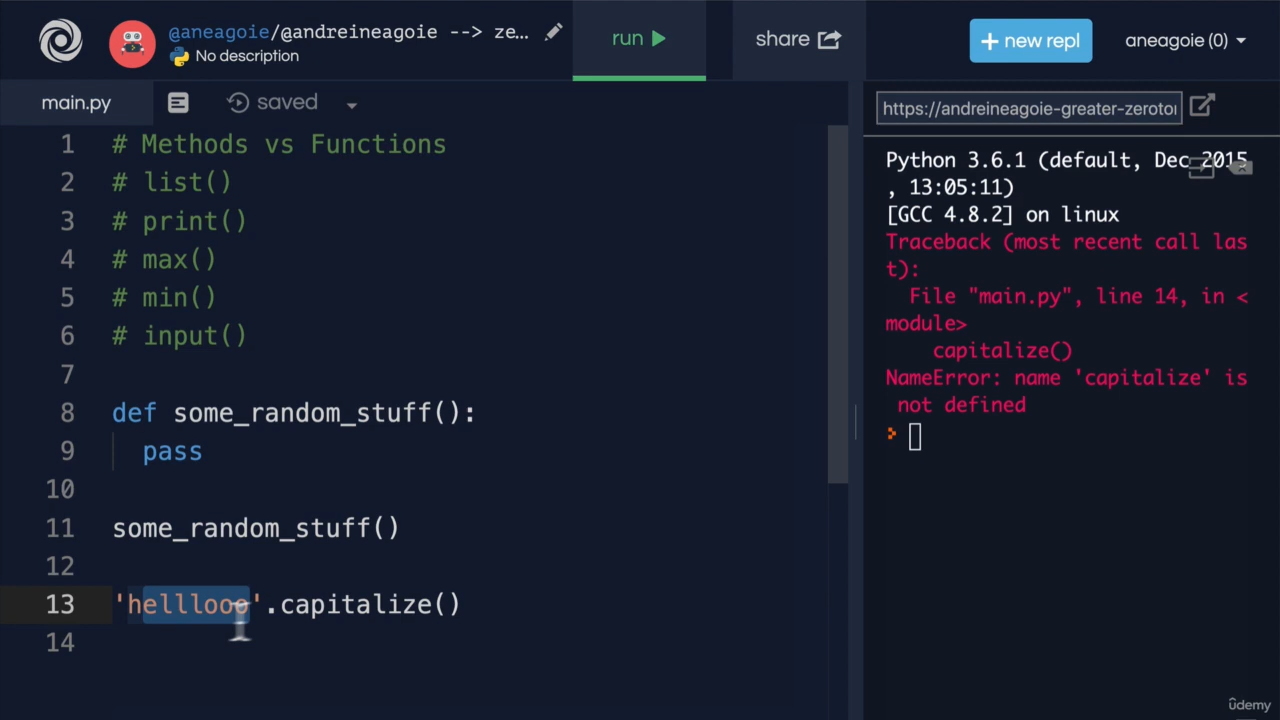 @aneagoie/@andreineagoie --> ze...
No description
run
share
+ new repl
aneagoie (0)
main.py
saved
https://andreineagoie-greater-zerotor
1 # Methods vs Functions
2 # list()
3 # print()
4 # max()
5 # min()
6 # input()
7
8 def some_random_stuff():
9 pass
10
11 some_random_stuff()
12
13 'helllooo'.capitalize()
14
Python 3.6.1 (default, Dec 2015
, 13:05:11)
[GCC 4.8.2] on linux
Traceback (most recent call las
t):
File "main.py", line 14, in <
module>
capitalize()
NameError: name 'capitalize' is
not defined
ûdemy